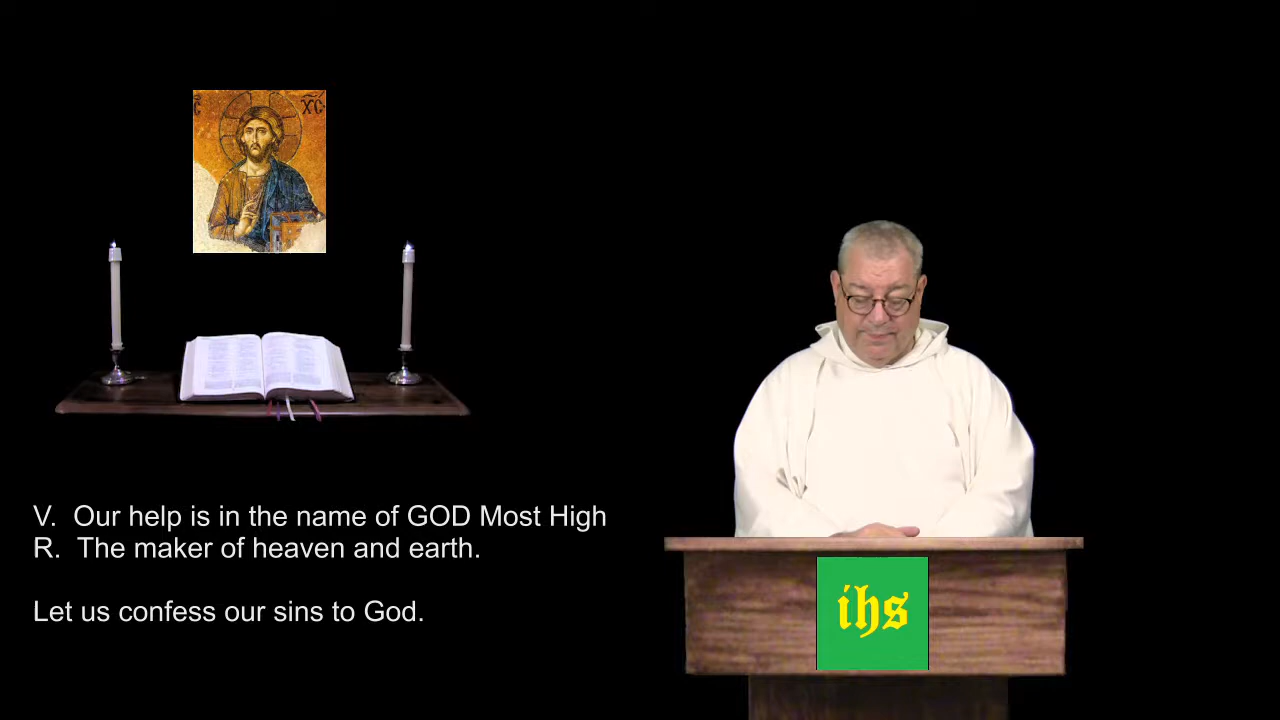 V.  Our help is in the name of GOD Most High
R.  The maker of heaven and earth.
Let us confess our sins to God.
ihs